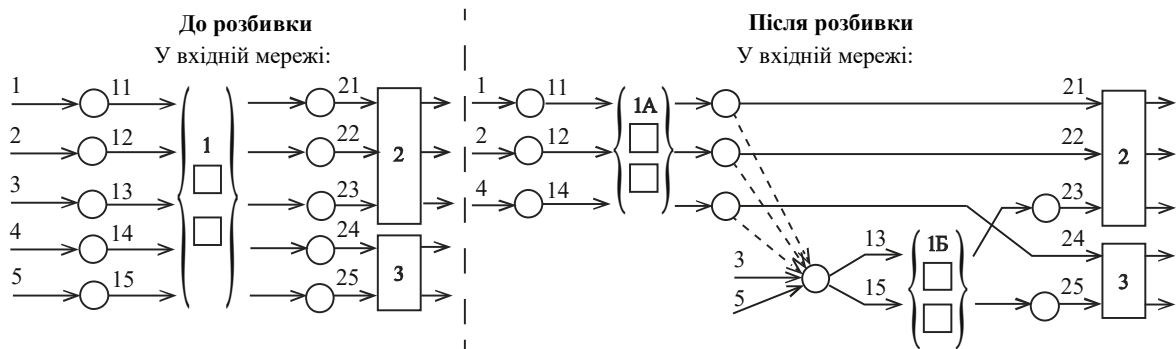 До розбивки
У вхідній мережі:
1 11 1 21 2
2 12 22
3 13 23
4 14 24 3
5 15 25
Після розбивки
У вхідній мережі:
1 11 1А 21 2
2 12 22
4 14 23
3 13 1Б 24 3
5 15 25